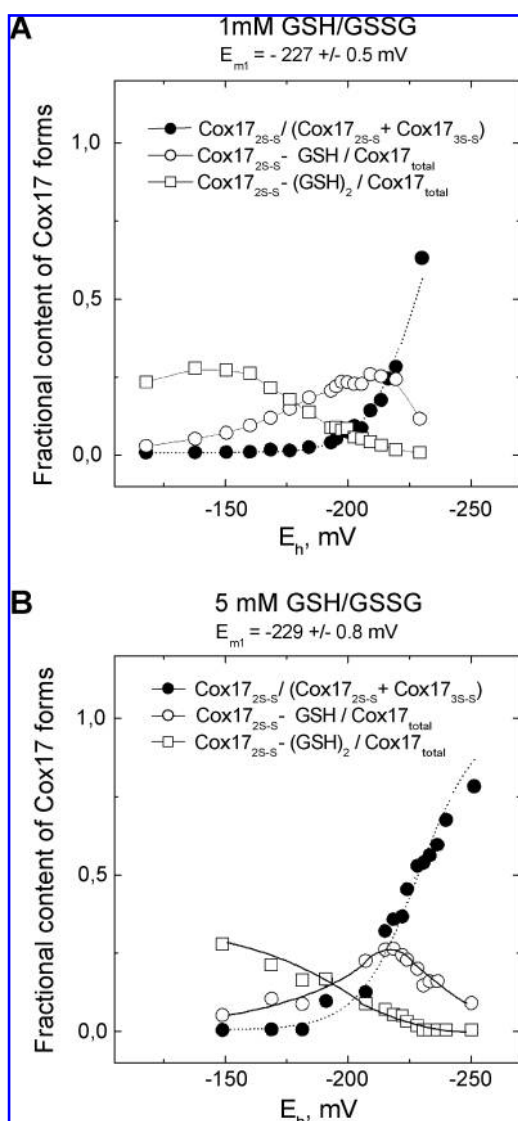 A
1mM GSH/GSSG
E_m1 = - 227 +/- 0.5 mV
Cox17_2S-S / (Cox17_2S-S + Cox17_3S-S)
Cox17_2S-S - GSH / Cox17_total
Cox17_2S-S - (GSH)_2 / Cox17_total
Fractional content of Cox17 forms
1,0
0,5
0,0
-150 -200 -250
E_h, mV
B
5 mM GSH/GSSG
E_m1 = -229 +/- 0.8 mV
Cox17_2S-S / (Cox17_2S-S + Cox17_3S-S)
Cox17_2S-S - GSH / Cox17_total
Cox17_2S-S - (GSH)_2 / Cox17_total
Fractional content of Cox17 forms
1,0
0,5
0,0
-150 -200 -250
E_h, mV